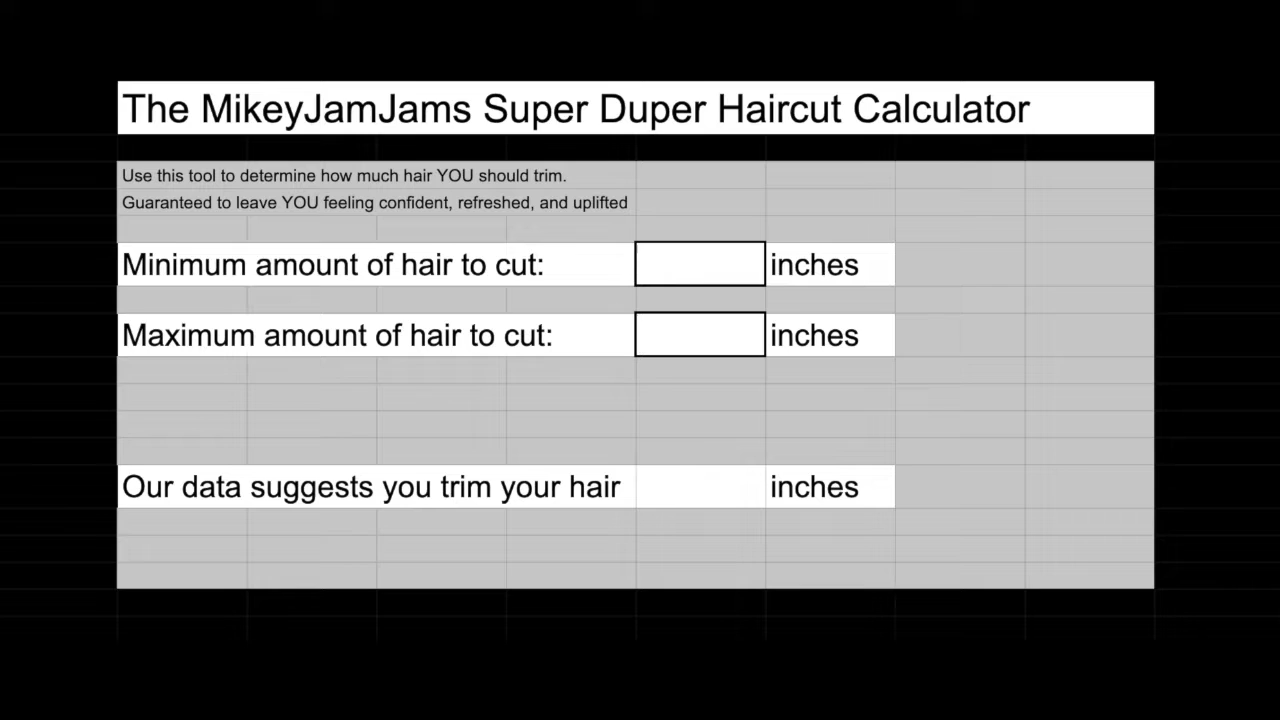 The MikeyJamJams Super Duper Haircut Calculator
Use this tool to determine how much hair YOU should trim.
Guaranteed to leave YOU feeling confident, refreshed, and uplifted
Minimum amount of hair to cut: inches
Maximum amount of hair to cut: inches
Our data suggests you trim your hair inches